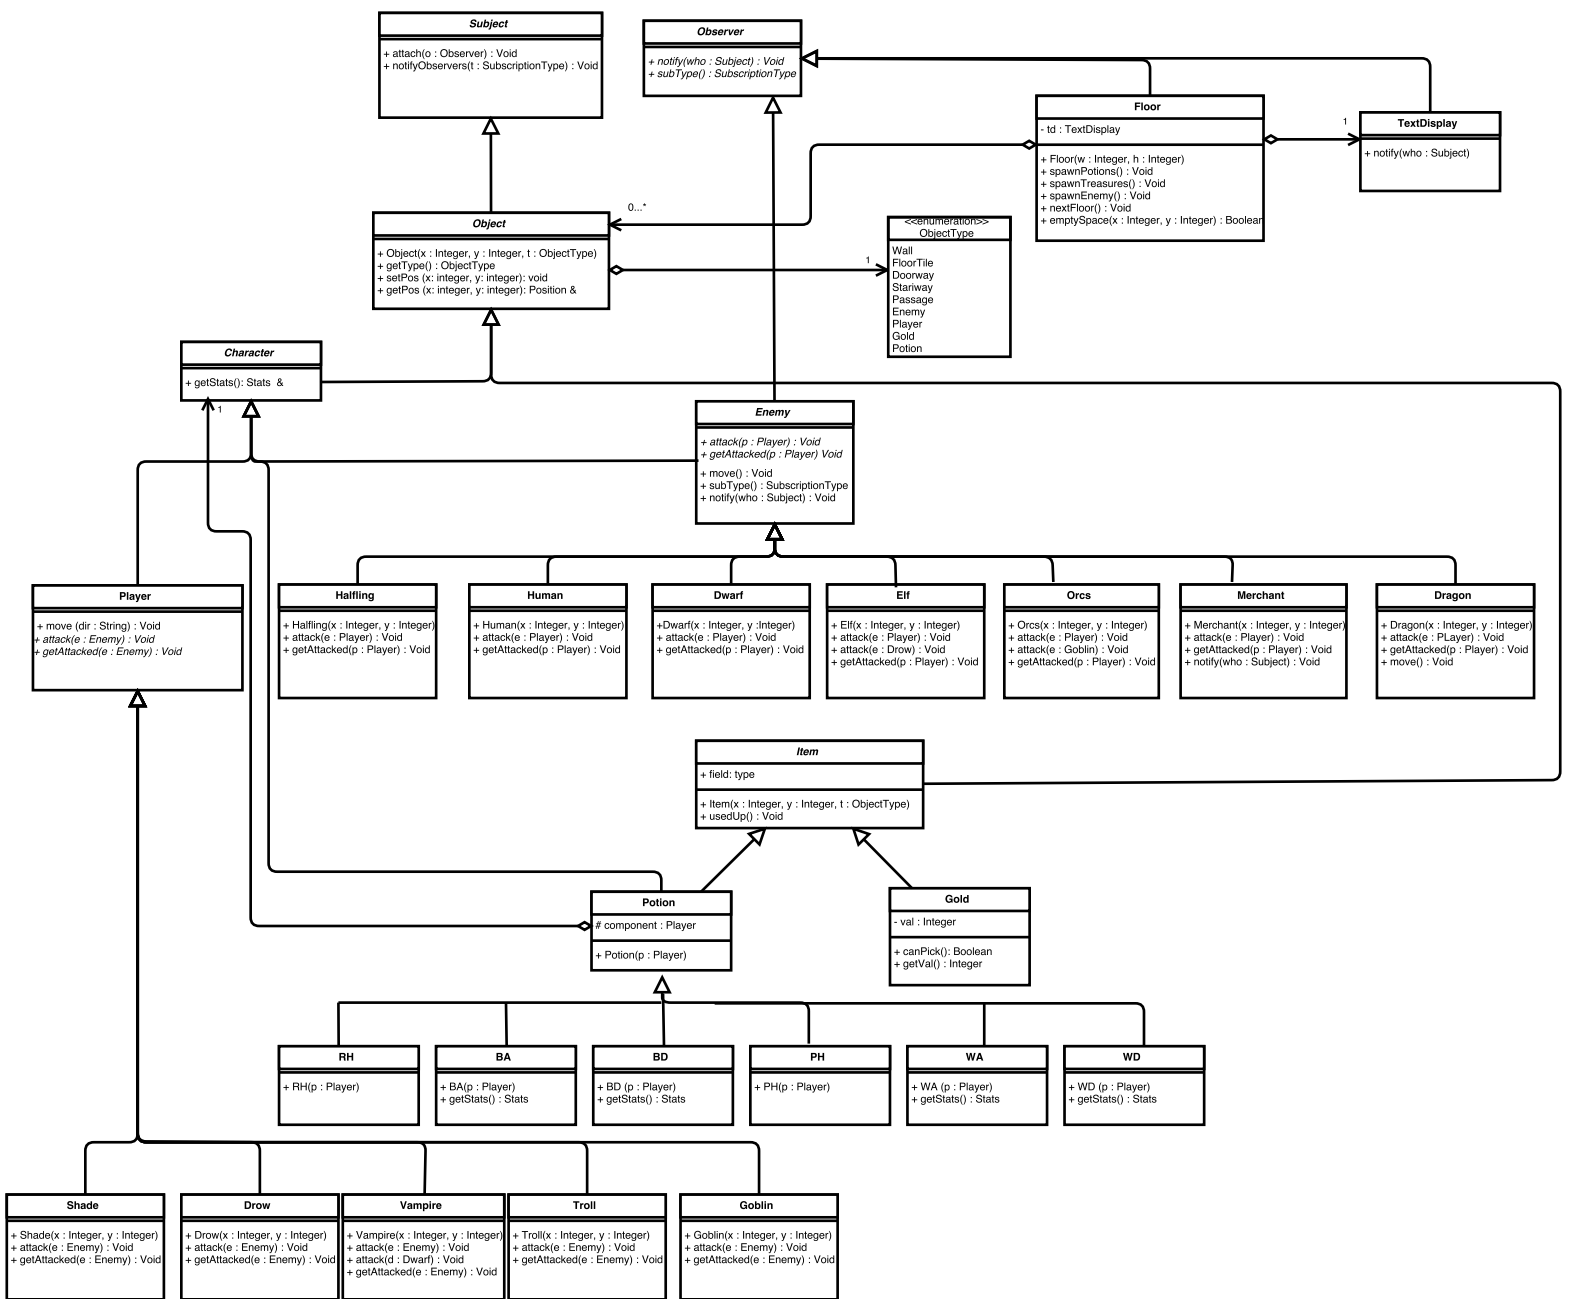 Subject
+ attach(o : Observer) : Void
+ notifyObservers(t : SubscriptionType) : Void
Observer
+ notify(who : Subject) : Void
+ subType() : SubscriptionType
Floor
- td : TextDisplay
+ Floor(w : Integer, h : Integer)
+ spawnPotions() : Void
+ spawnTreasures() : Void
+ spawnEnemy() : Void
+ nextFloor() : Void
+ emptySpace(x : Integer, y : Integer) : Boolean
1
TextDisplay
+ notify(who : Subject)
0...*
Object
+ Object(x : Integer, y : Integer, t : ObjectType)
+ getType() : ObjectType
+ setPos (x: integer, y: integer): void
+ getPos (x: integer, y: integer): Position &
1
<<enumeration>>
ObjectType
Wall
FloorTile
Doorway
Stariway
Passage
Enemy
Player
Gold
Potion
Character
+ getStats(): Stats &
1
Enemy
+ attack(p : Player) : Void
+ getAttacked(p : Player) Void
+ move() : Void
+ subType() : SubscriptionType
+ notify(who : Subject) : Void
Player
+ move (dir : String) : Void
+ attack(e : Enemy) : Void
+ getAttacked(e : Enemy) : Void
Halfling
+ Halfling(x : Integer, y : Integer)
+ attack(e : Player) : Void
+ getAttacked(p : Player) : Void
Human
+ Human(x : Integer, y : Integer)
+ attack(e : Player) : Void
+ getAttacked(p : Player) : Void
Dwarf
+Dwarf(x : Integer, y :Integer)
+ attack(e : Player) : Void
+ getAttacked(p : Player) : Void
Elf
+ Elf(x : Integer, y : Integer)
+ attack(e : Player) : Void
+ attack(e : Drow) : Void
+ getAttacked(p : Player) : Void
Orcs
+ Orcs(x : Integer, y : Integer)
+ attack(e : Player) : Void
+ attack(e : Goblin) : Void
+ getAttacked(p : Player) : Void
Merchant
+ Merchant(x : Integer, y : Integer)
+ attack(e : Player) : Void
+ getAttacked(p : Player) : Void
+ notify(who : Subject) : Void
Dragon
+ Dragon(x : Integer, y : Integer)
+ attack(e : PLayer) : Void
+ getAttacked(p : Player) : Void
+ move() : Void
Item
+ field: type
+ Item(x : Integer, y : Integer, t : ObjectType)
+ usedUp() : Void
Potion
# component : Player
+ Potion(p : Player)
Gold
- val : Integer
+ canPick(): Boolean
+ getVal() : Integer
RH
+ RH(p : Player)
BA
+ BA(p : Player)
+ getStats() : Stats
BD
+ BD (p : Player)
+ getStats() : Stats
PH
+ PH(p : Player)
WA
+ WA (p : Player)
+ getStats() : Stats
WD
+ WD (p : Player)
+ getStats() : Stats
Shade
+ Shade(x : Integer, y : Integer)
+ attack(e : Enemy) : Void
+ getAttacked(e : Enemy) : Void
Drow
+ Drow(x : Integer, y : Integer)
+ attack(e : Enemy) : Void
+ getAttacked(e : Enemy) : Void
Vampire
+ Vampire(x : Integer, y : Integer)
+ attack(e : Enemy) : Void
+ attack(d : Dwarf) : Void
+ getAttacked(e : Enemy) : Void
Troll
+ Troll(x : Integer, y : Integer)
+ attack(e : Enemy) : Void
+ getAttacked(e : Enemy) : Void
Goblin
+ Goblin(x : Integer, y : Integer)
+ attack(e : Enemy) : Void
+ getAttacked(e : Enemy) : Void